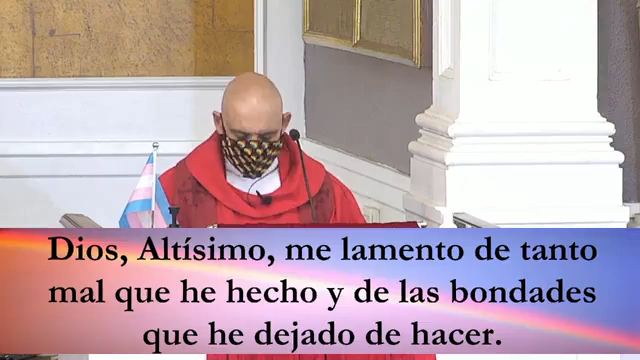 Dios, Altísimo, me lamento de tanto
mal que he hecho y de las bondades
que he dejado de hacer.